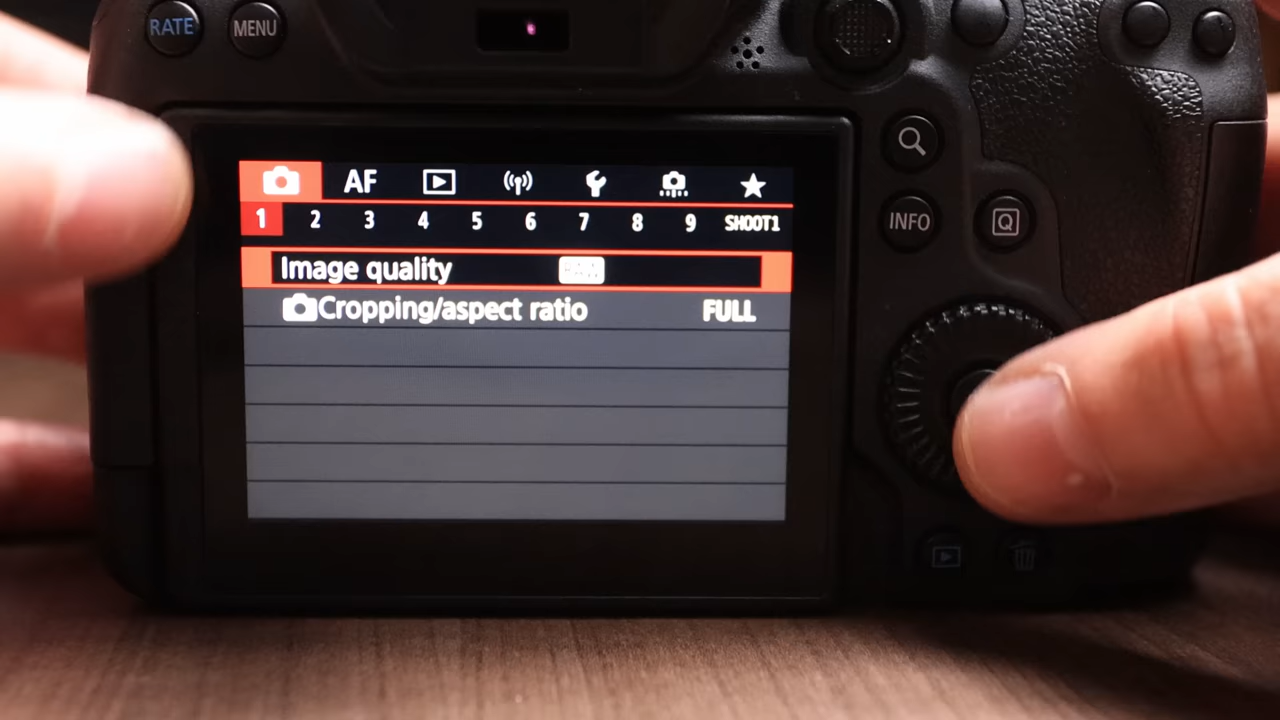 RATE MENU
AF
1 2 3 4 5 6 7 8 9 SHOOT1
Image quality RAW
Cropping/aspect ratio FULL
INFO Q